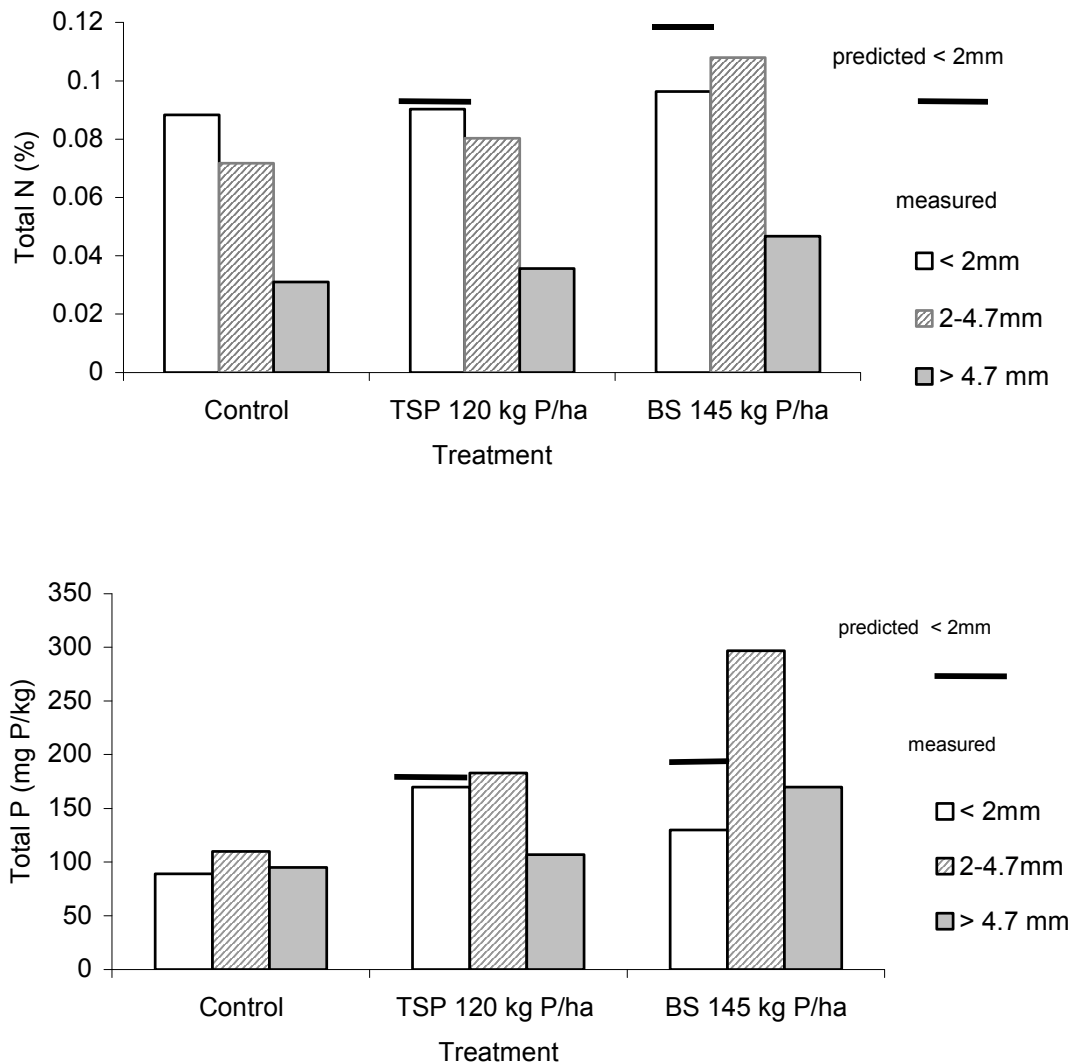 0.12
0.1
0.08
0.06
0.04
0.02
0
Total N (%)
Control
TSP 120 kg P/ha
BS 145 kg P/ha
Treatment
predicted < 2mm
measured
< 2mm
2-4.7mm
> 4.7 mm
350
300
250
200
150
100
50
0
Total P (mg P/kg)
Control
TSP 120 kg P/ha
BS 145 kg P/ha
Treatment
predicted < 2mm
measured
< 2mm
2-4.7mm
> 4.7 mm